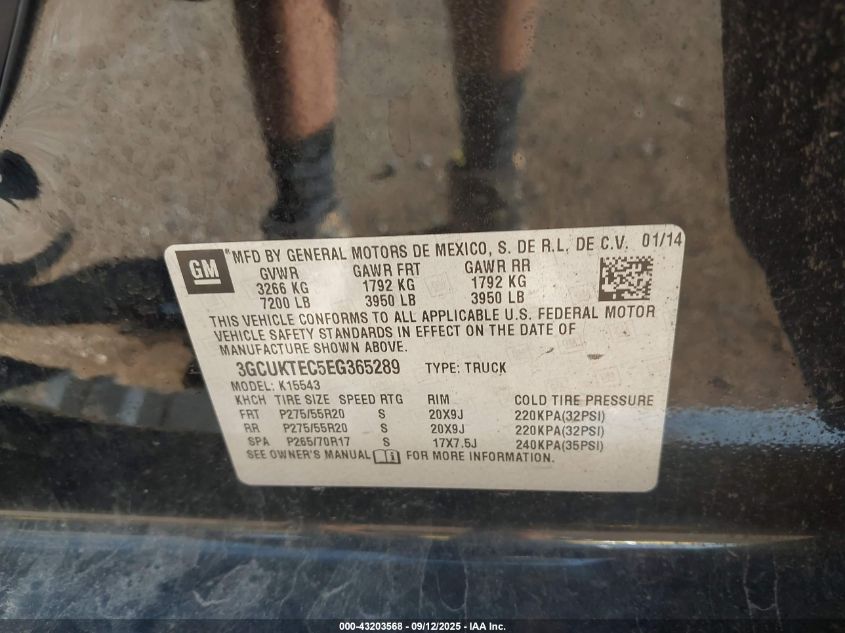 GM
MFD BY GENERAL MOTORS DE MEXICO, S. DE R.L. DE C.V. 01/14
GVWR GAWR FRT GAWR RR
3266 KG 1792 KG 1792 KG
7200 LB 3950 LB 3950 LB
THIS VEHICLE CONFORMS TO ALL APPLICABLE U.S. FEDERAL MOTOR
VEHICLE SAFETY STANDARDS IN EFFECT ON THE DATE OF
MANUFACTURE SHOWN ABOVE.
3GCUKTEC5EG365289 TYPE: TRUCK
MODEL: K15543
KHCH TIRE SIZE SPEED RTG RIM COLD TIRE PRESSURE
FRT P275/55R20 S 20X9J 220KPA(32PSI)
RR P275/55R20 S 20X9J 220KPA(32PSI)
SPA P265/70R17 S 17X7.5J 240KPA(35PSI)
SEE OWNER'S MANUAL FOR MORE INFORMATION.
000-43203568 - 09/12/2025 - IAA Inc.